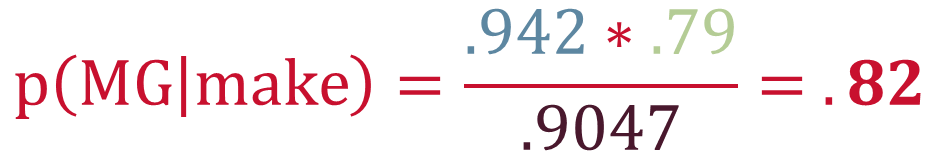 p(MG|make) = .942 * .79 / .9047 = .82